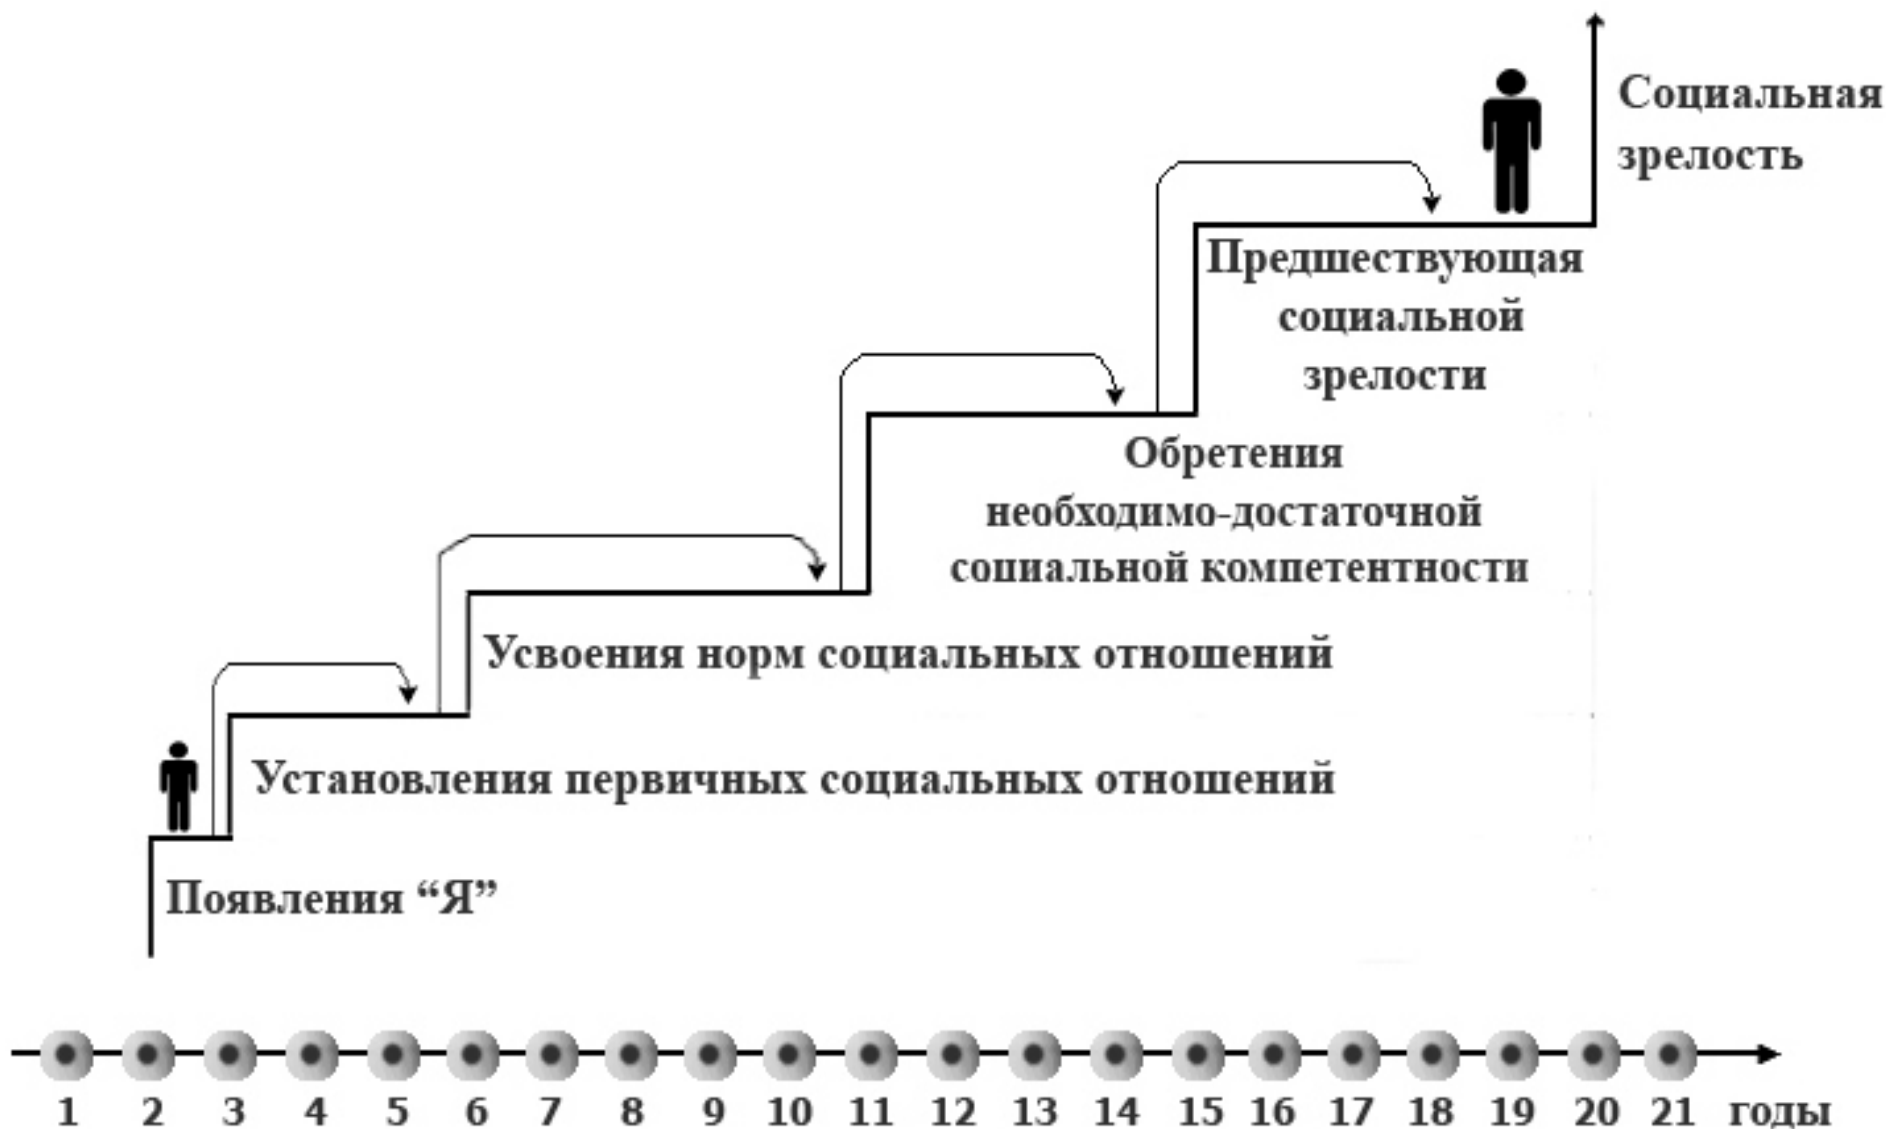 Социальная
зрелость
Предшествующая
социальной
зрелости
Обретения
необходимо-достаточной
социальной компетентности
Усвоения норм социальных отношений
Установления первичных социальных отношений
Появления “Я”
1 2 3 4 5 6 7 8 9 10 11 12 13 14 15 16 17 18 19 20 21 годы